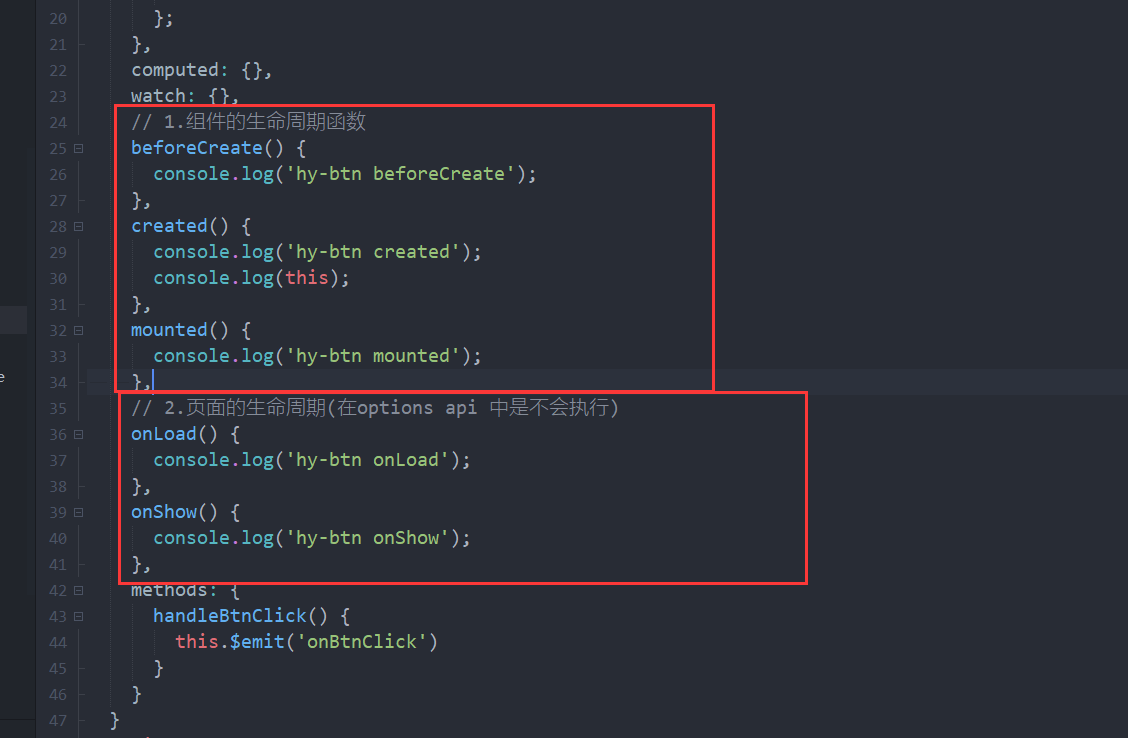 20 };
21 },
22 computed: {},
23 watch: {},
24 // 1.组件的生命周期函数
25 beforeCreate() {
26 console.log('hy-btn beforeCreate');
27 },
28 created() {
29 console.log('hy-btn created');
30 console.log(this);
31 },
32 mounted() {
33 console.log('hy-btn mounted');
34 },
35 // 2.页面的生命周期(在options api 中是不会执行)
36 onLoad() {
37 console.log('hy-btn onLoad');
38 },
39 onShow() {
40 console.log('hy-btn onShow');
41 },
42 methods: {
43 handleBtnClick() {
44 this.$emit('onBtnClick')
45 }
46 }
47 }